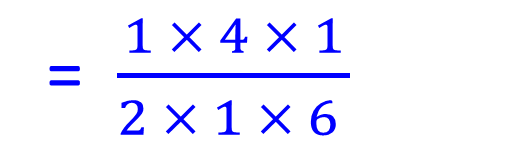 = 1 × 4 × 1
2 × 1 × 6